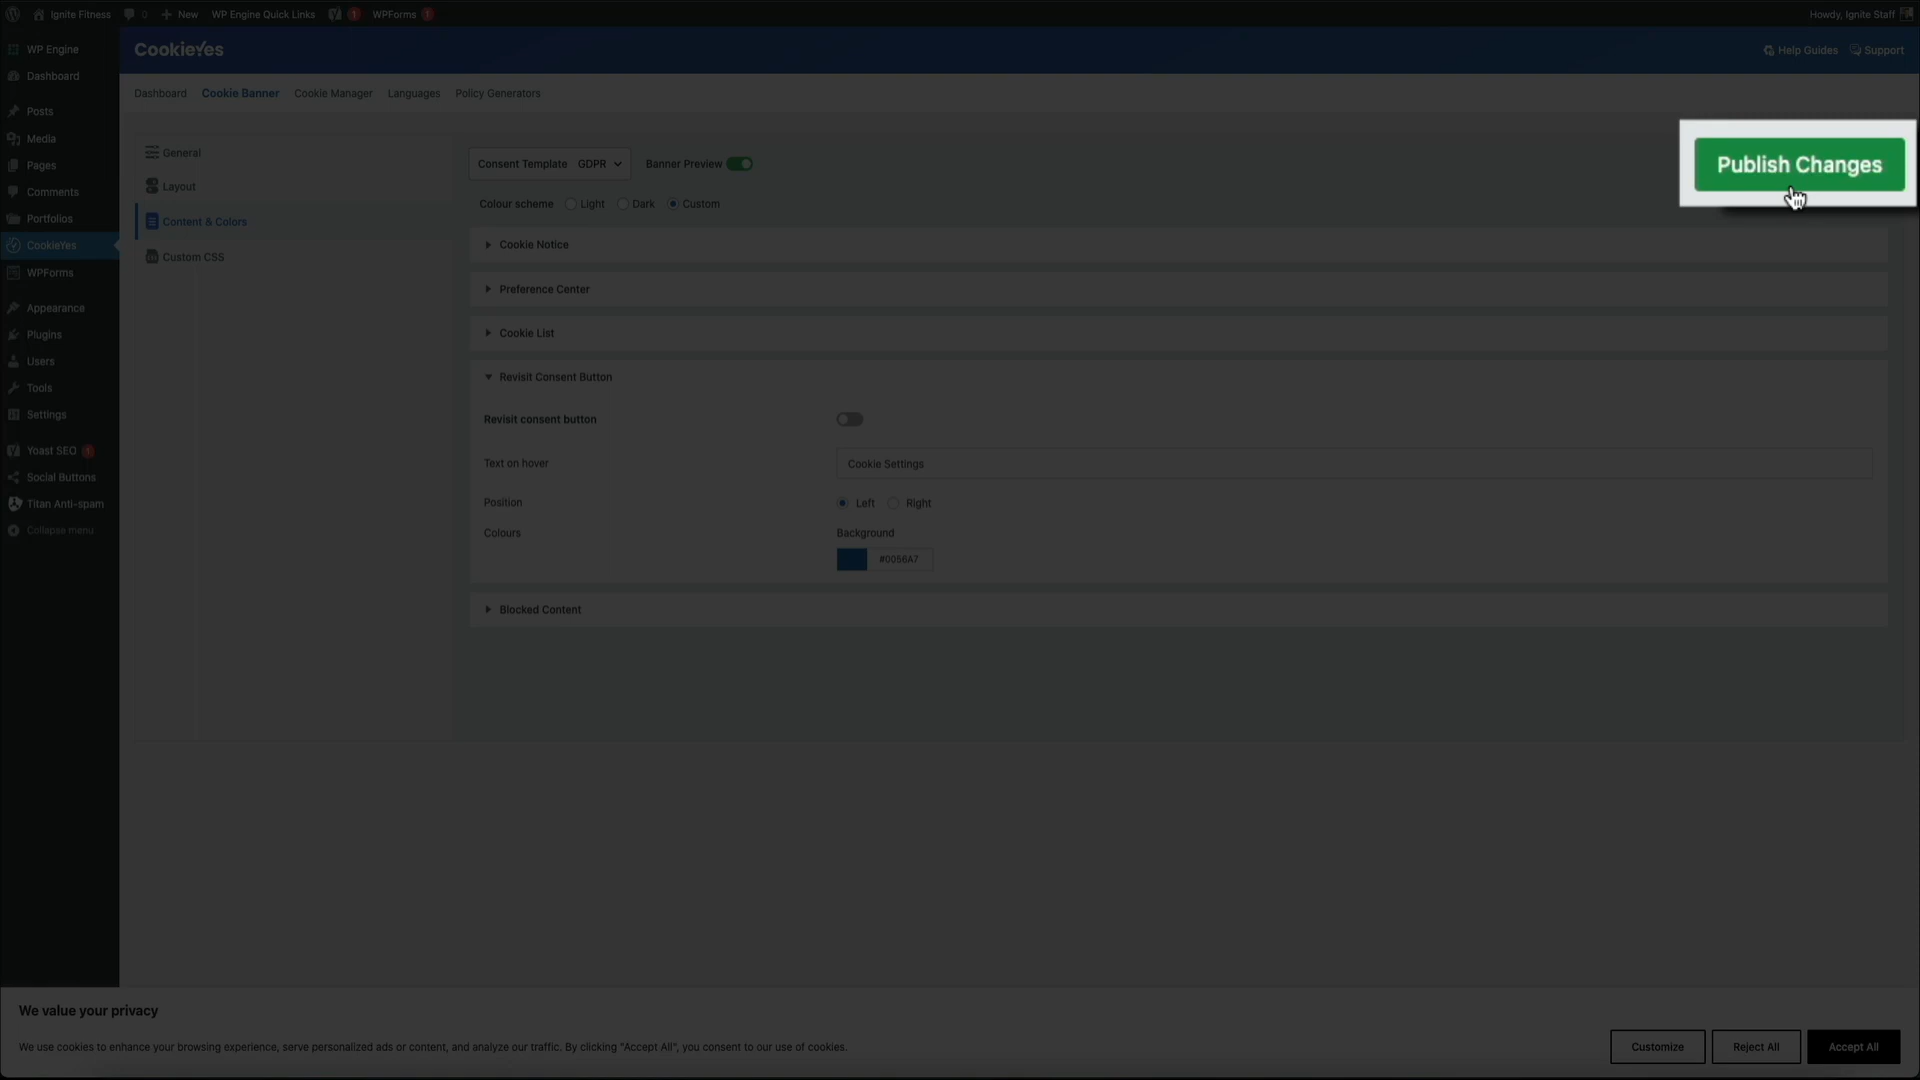 Ignite Fitness
0
New
WP Engine Quick Links
1
WPForms
1
Howdy, Ignite Staff
WP Engine
Dashboard
Posts
Media
Pages
Comments
Portfolios
CookieYes
WPForms
Appearance
Plugins
Users
Tools
Settings
Yoast SEO 1
Social Buttons
Titan Anti-spam
Collapse menu
CookieYes
Help Guides
Support
Dashboard
Cookie Banner
Cookie Manager
Languages
Policy Generators
General
Layout
Content & Colors
Custom CSS
Consent Template GDPR
Banner Preview
Publish Changes
Colour scheme
Light
Dark
Custom
Cookie Notice
Preference Center
Cookie List
Revisit Consent Button
Revisit consent button
Text on hover
Cookie Settings
Position
Left
Right
Colours
Background
#0056A7
Blocked Content
We value your privacy
We use cookies to enhance your browsing experience, serve personalized ads or content, and analyze our traffic. By clicking "Accept All", you consent to our use of cookies.
Customize
Reject All
Accept All